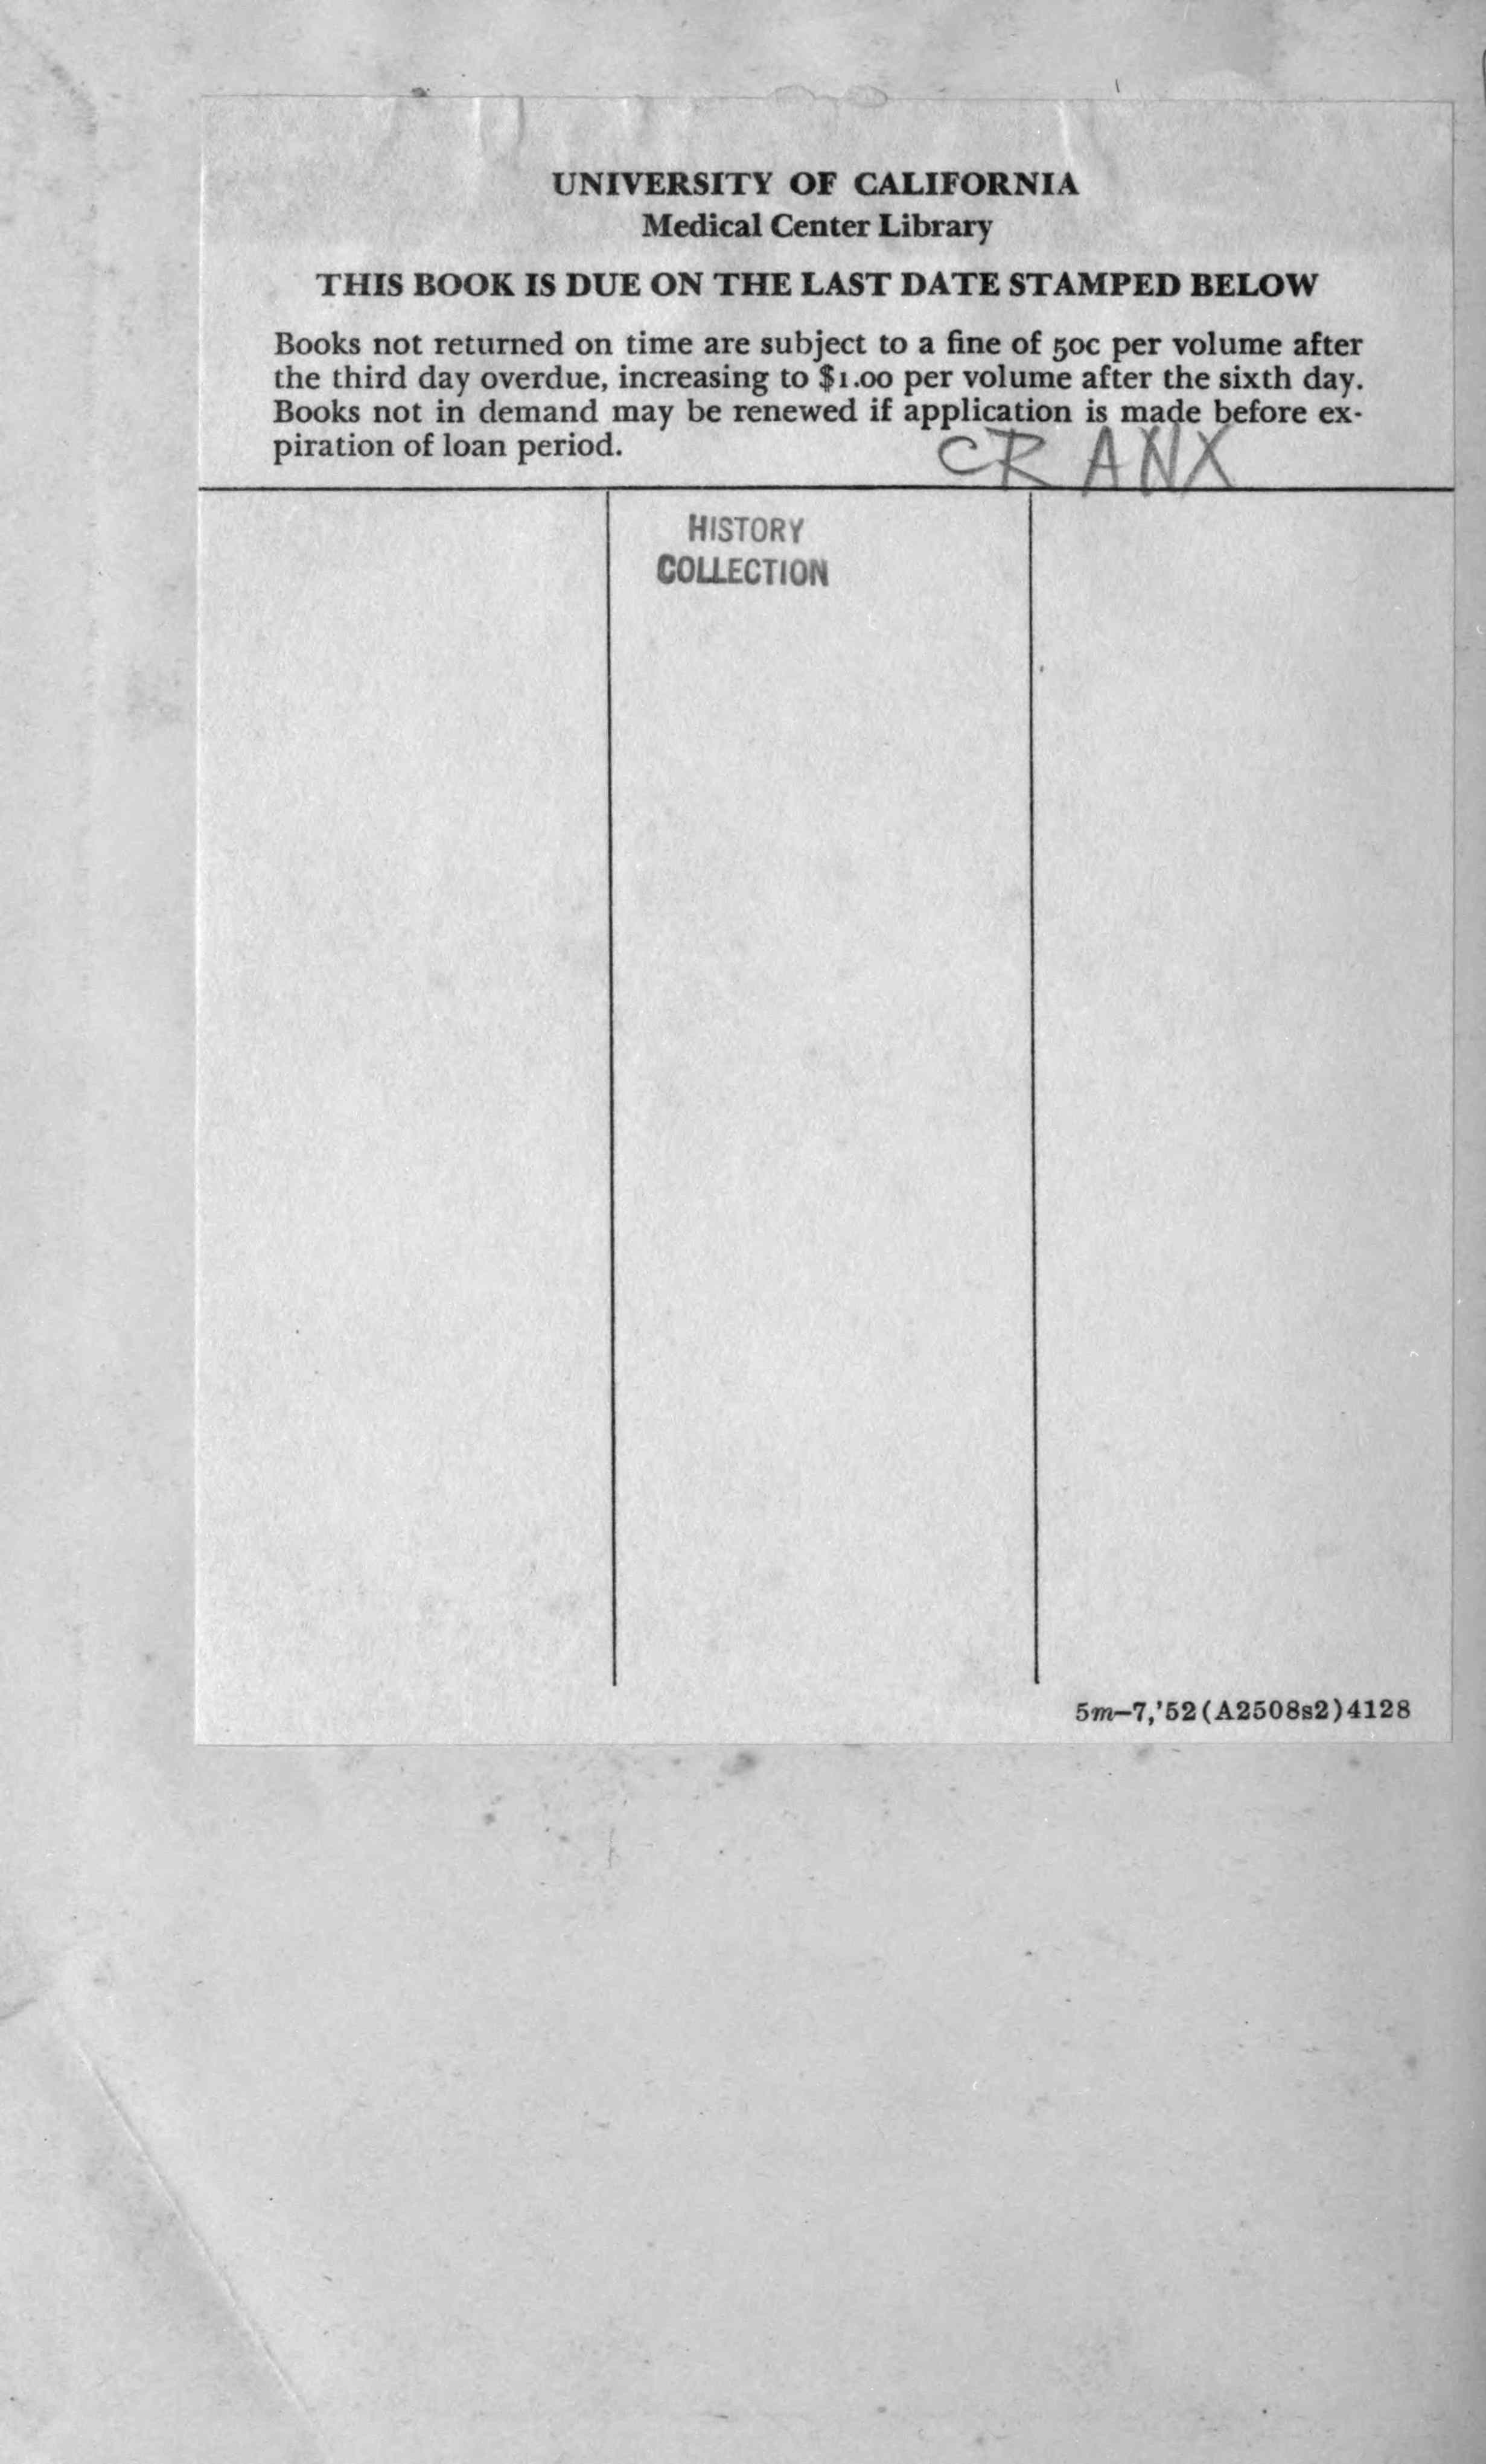 UNIVERSITY OF CALIFORNIA
Medical Center Library
THIS BOOK IS DUE ON THE LAST DATE STAMPED BELOW
Books not returned on time are subject to a fine of 50c per volume after
the third day overdue, increasing to $1.00 per volume after the sixth day.
Books not in demand may be renewed if application is made before ex-
piration of loan period.
CRANX
HISTORY
COLLECTION
5m–7,'52(A2508s2)4128